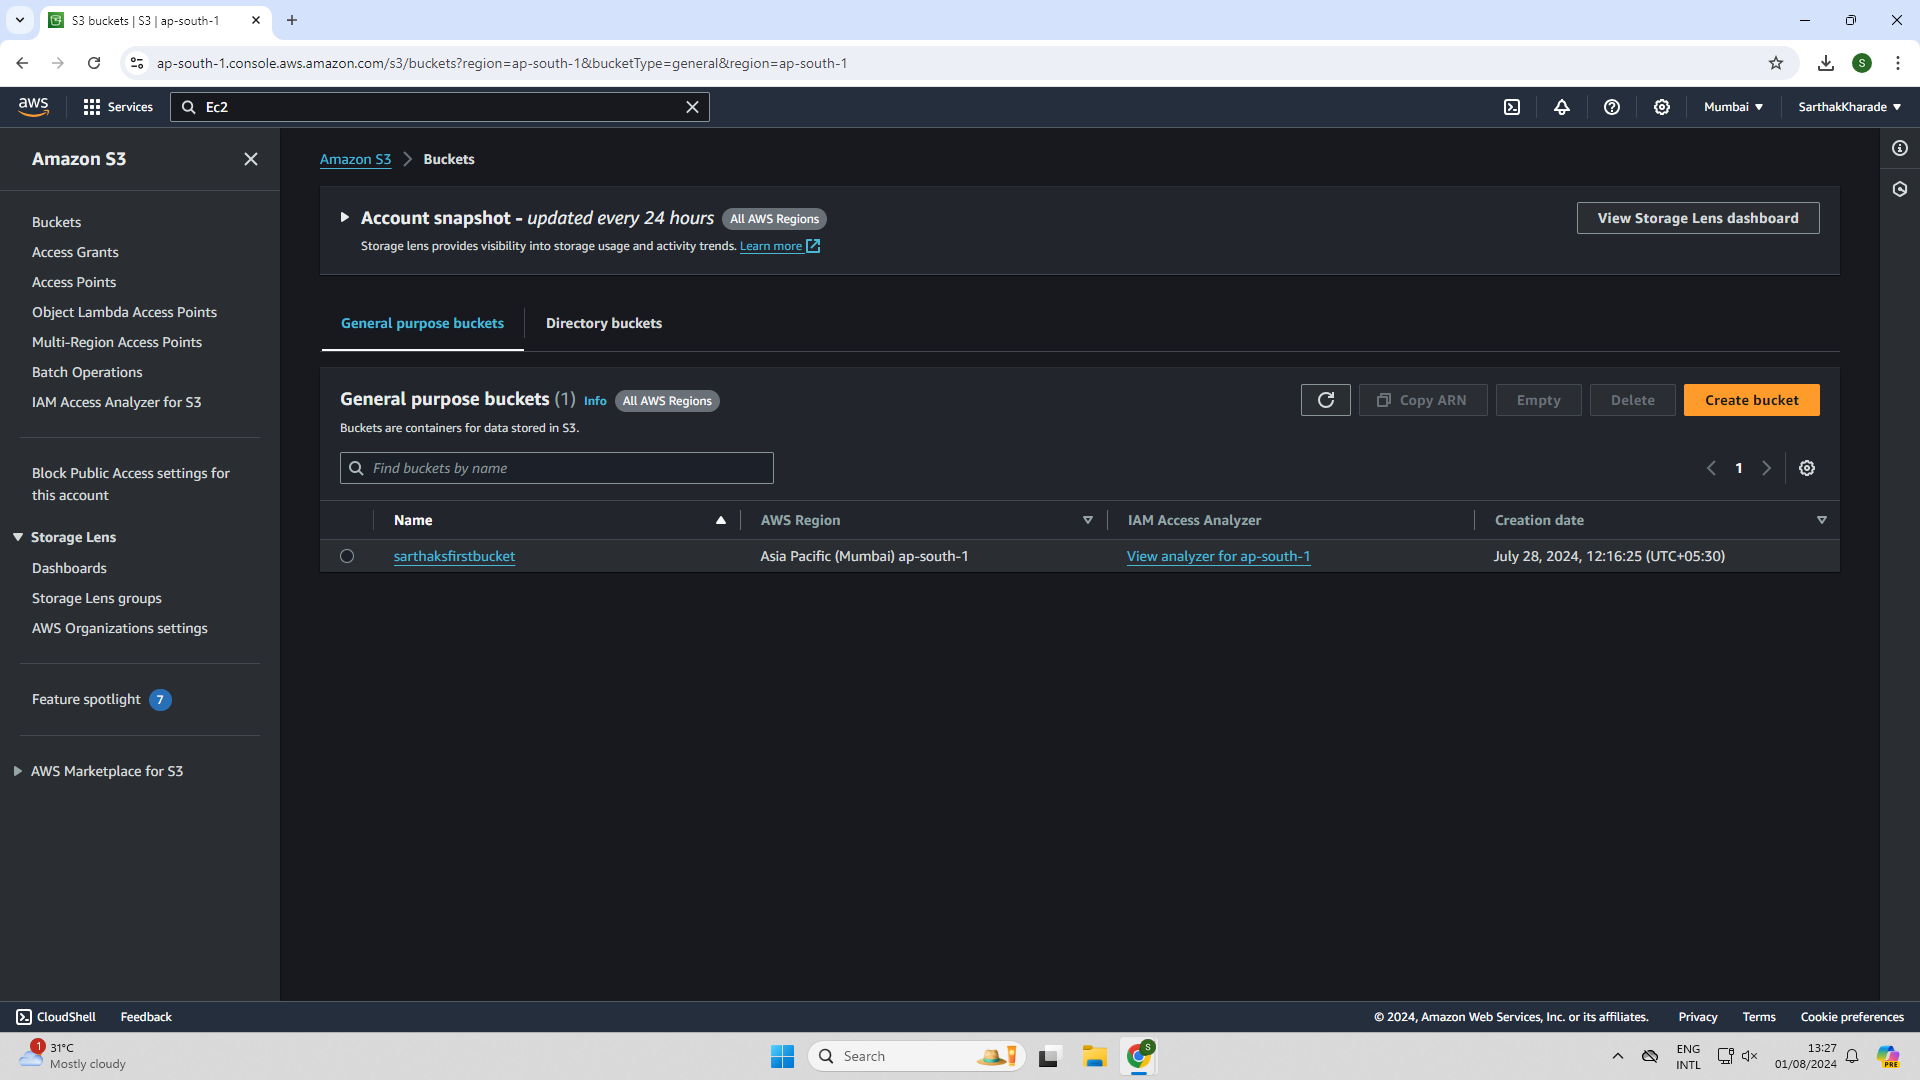 S3 buckets | S3 | ap-south-1
ap-south-1.console.aws.amazon.com/s3/buckets?region=ap-south-1&bucketType=general&region=ap-south-1
S
aws
Services
Ec2
Mumbai
SarthakKharade
Amazon S3
Buckets
Access Grants
Access Points
Object Lambda Access Points
Multi-Region Access Points
Batch Operations
IAM Access Analyzer for S3
Block Public Access settings for
this account
Storage Lens
Dashboards
Storage Lens groups
AWS Organizations settings
Feature spotlight 7
AWS Marketplace for S3
Amazon S3 Buckets
Account snapshot - updated every 24 hours All AWS Regions
Storage lens provides visibility into storage usage and activity trends. Learn more
View Storage Lens dashboard
General purpose buckets Directory buckets
General purpose buckets (1) Info All AWS Regions
Buckets are containers for data stored in S3.
Copy ARN Empty Delete Create bucket
Find buckets by name
1
Name AWS Region IAM Access Analyzer Creation date
sarthaksfirstbucket Asia Pacific (Mumbai) ap-south-1 View analyzer for ap-south-1 July 28, 2024, 12:16:25 (UTC+05:30)
CloudShell Feedback © 2024, Amazon Web Services, Inc. or its affiliates. Privacy Terms Cookie preferences
1
31°C
Mostly cloudy
Search
S
ENG
INTL
13:27
01/08/2024
PRE